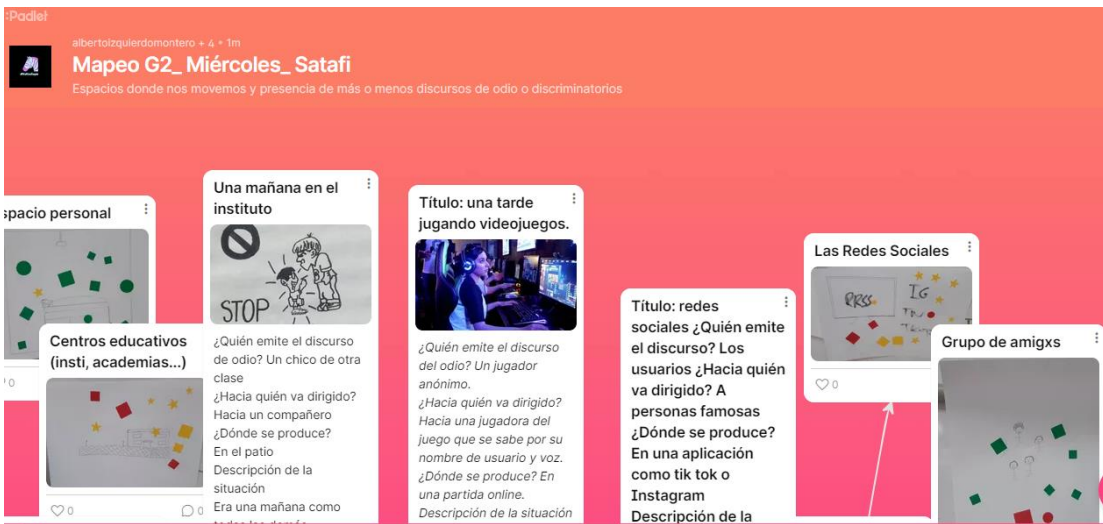 :Padlet
albertoizquierdomontero + 4 • 1m
Mapeo G2_ Miércoles_ Satafi
Espacios donde nos movemos y presencia de más o menos discursos de odio o discriminatorios
spacio personal
0
Centros educativos
(insti, academias...)
0
0
Una mañana en el
instituto
STOP
¿Quién emite el discurso
de odio? Un chico de otra
clase
¿Hacia quién va dirigido?
Hacia un compañero
¿Dónde se produce?
En el patio
Descripción de la
situación
Era una mañana como
todas las demás
Título: una tarde
jugando videojuegos.
¿Quién emite el discurso
del odio? Un jugador
anónimo.
¿Hacia quién va dirigido?
Hacia una jugadora del
juego que se sabe por su
nombre de usuario y voz.
¿Dónde se produce? En
una partida online.
Descripción de la situación
Título: redes
sociales ¿Quién emite
el discurso? Los
usuarios ¿Hacia quién
va dirigido? A
personas famosas
¿Dónde se produce?
En una aplicación
como tik tok o
Instagram
Descripción de la
Las Redes Sociales
RRSS
IG
0
Grupo de amigxs